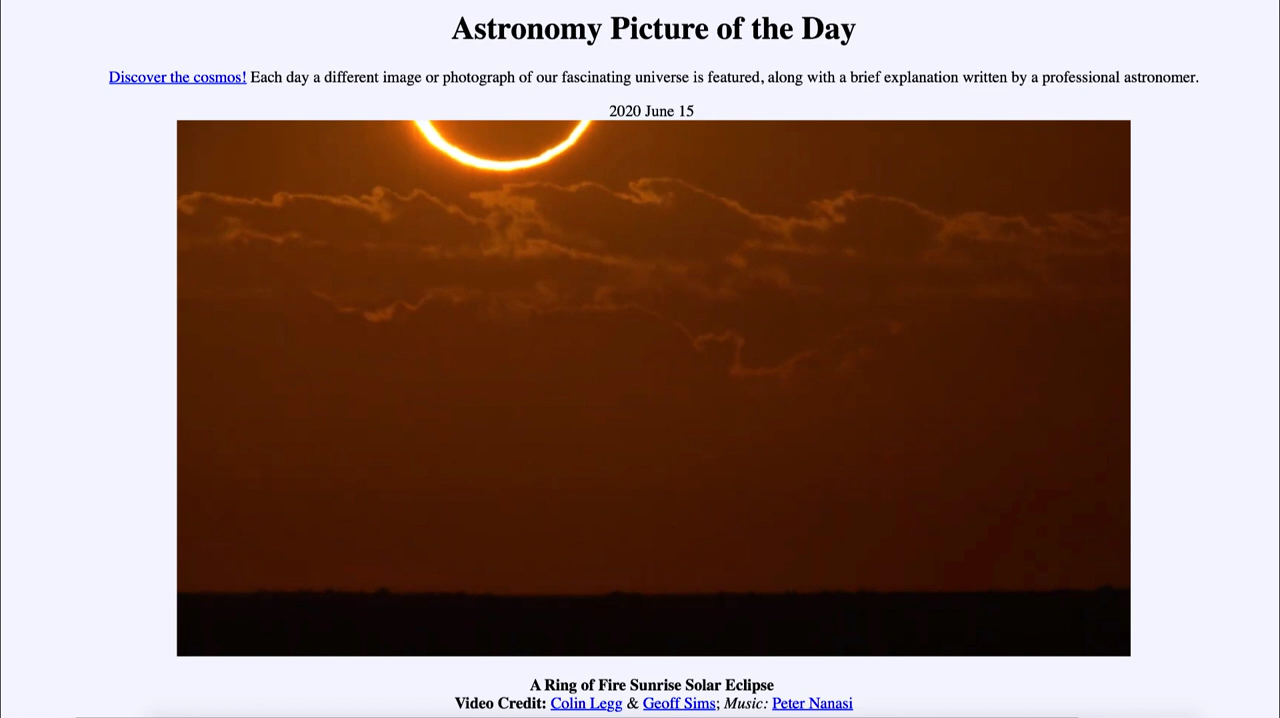 Astronomy Picture of the Day
Discover the cosmos! Each day a different image or photograph of our fascinating universe is featured, along with a brief explanation written by a professional astronomer.
2020 June 15
A Ring of Fire Sunrise Solar Eclipse
Video Credit: Colin Legg & Geoff Sims; Music: Peter Nanasi